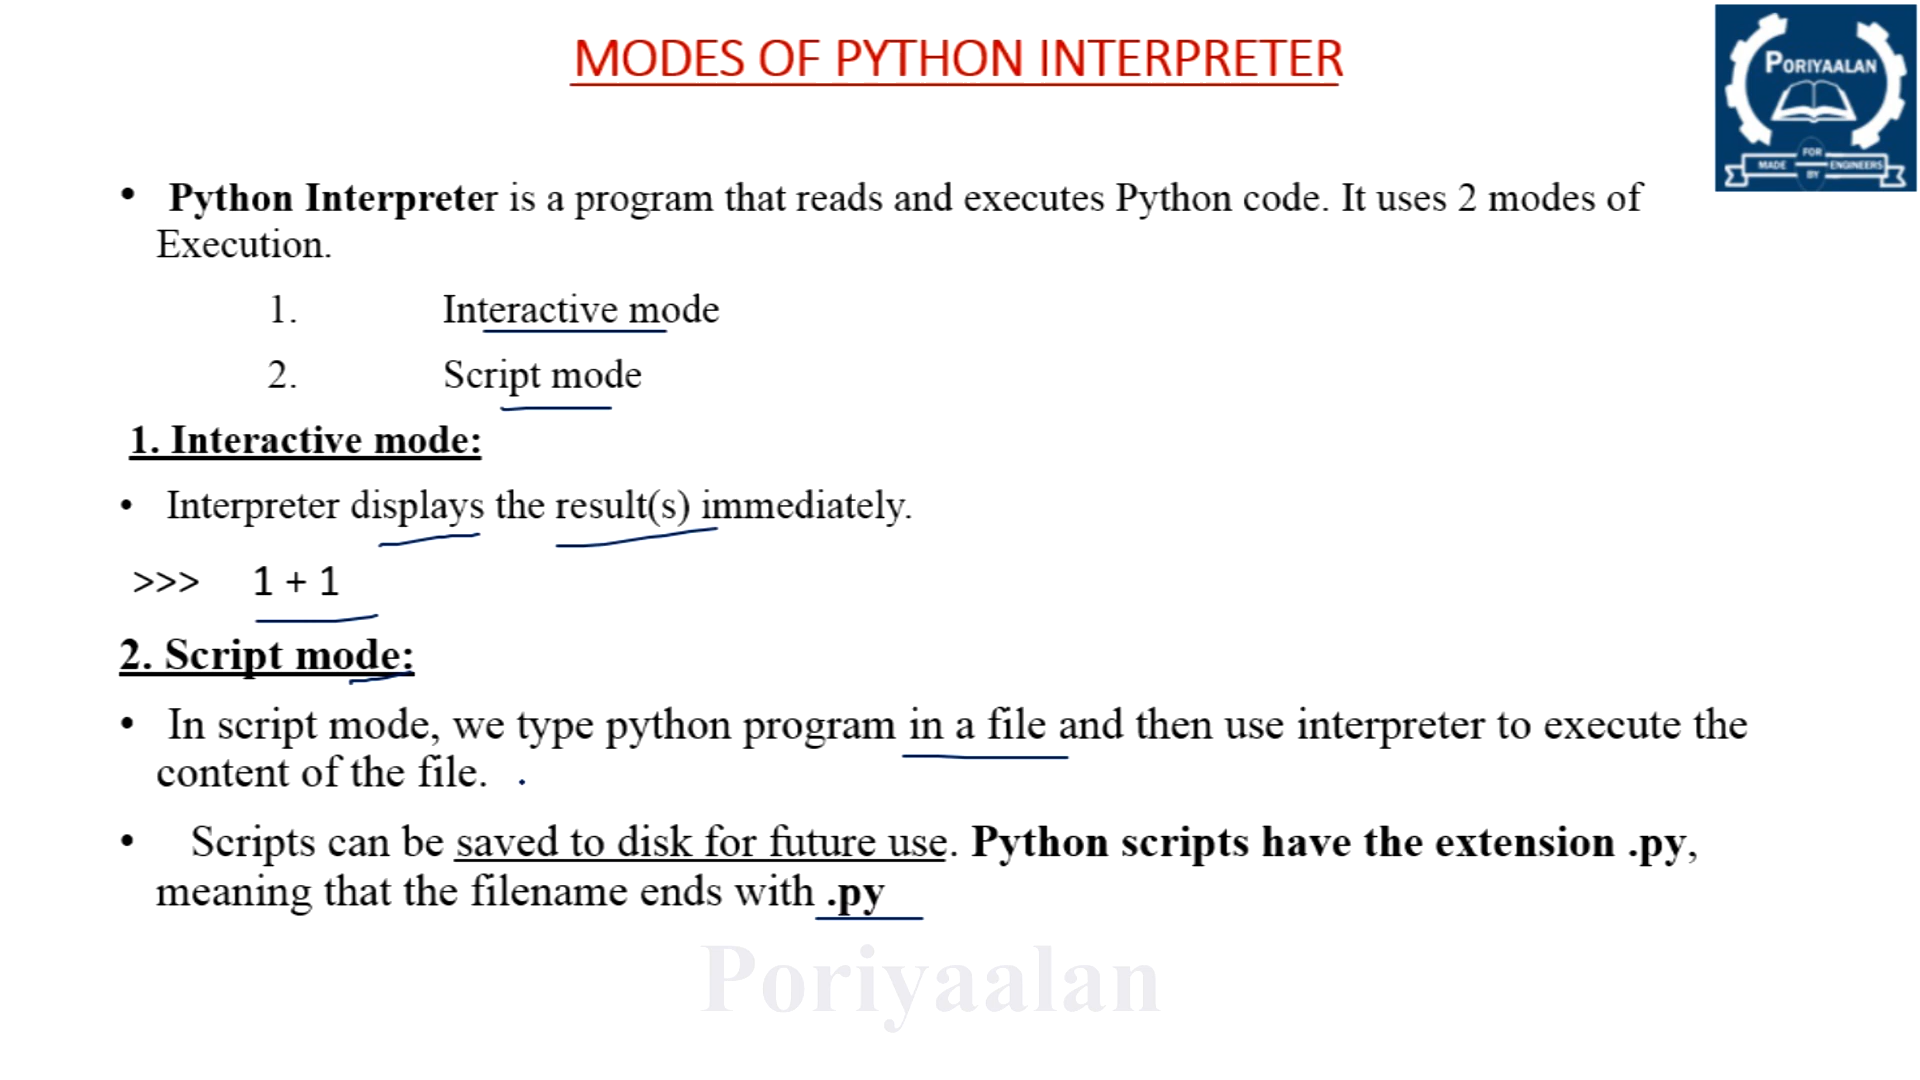 MODES OF PYTHON INTERPRETER
PORIYAALAN
MADE FOR ENGINEERS
BY
• Python Interpreter is a program that reads and executes Python code. It uses 2 modes of
Execution.
1. Interactive mode
2. Script mode
1. Interactive mode:
• Interpreter displays the result(s) immediately.
>>> 1 + 1
2. Script mode:
• In script mode, we type python program in a file and then use interpreter to execute the
content of the file.
• Scripts can be saved to disk for future use. Python scripts have the extension .py,
meaning that the filename ends with .py
Poriyaalan